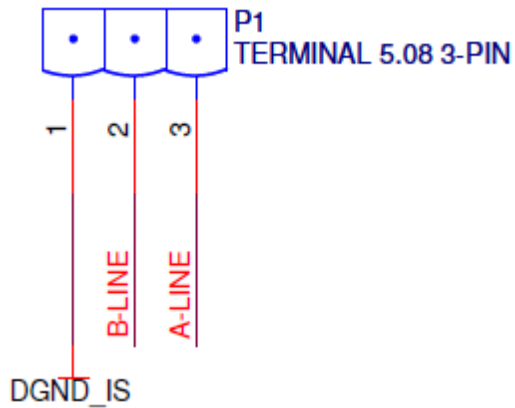 P1
TERMINAL 5.08 3-PIN
1
2
3
B-LINE
A-LINE
DGND_IS